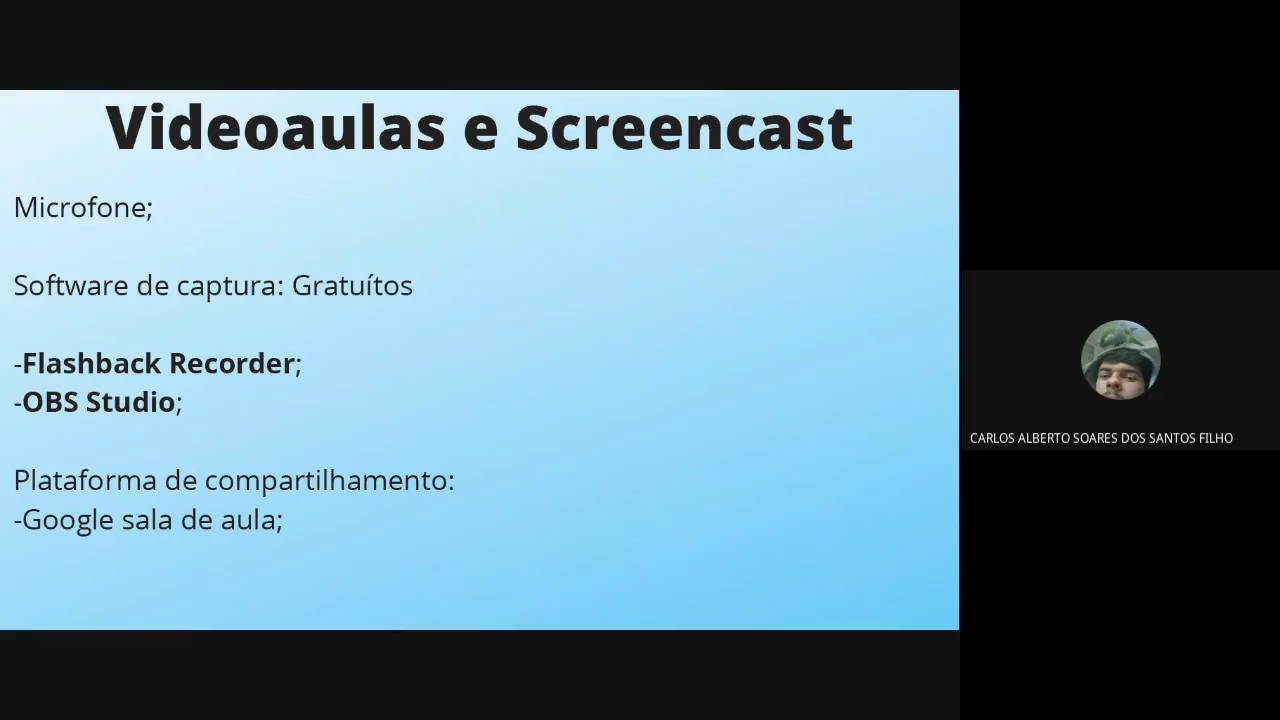 Videoaulas e Screencast
Microfone;
Software de captura: Gratuítos
-Flashback Recorder;
-OBS Studio;
Plataforma de compartilhamento:
-Google sala de aula;
CARLOS ALBERTO SOARES DOS SANTOS FILHO